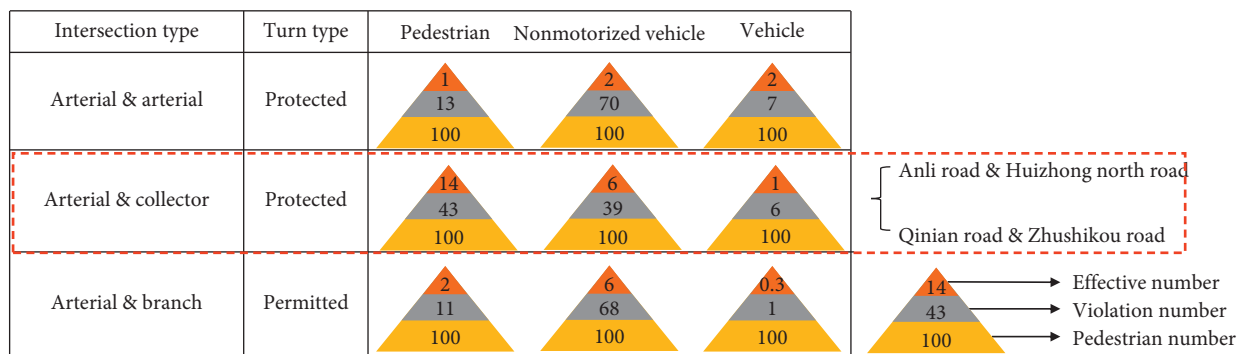 Intersection type Turn type Pedestrian Nonmotorized vehicle Vehicle
1 2 2
Arterial & arterial Protected 13 70 7
100 100 100
14 6 1 Anli road & Huizhong north road
Arterial & collector Protected 43 39 6
100 100 100 Qinian road & Zhushikou road
2 6 0.3 14 Effective number
Arterial & branch Permitted 11 68 1 43 Violation number
100 100 100 100 Pedestrian number